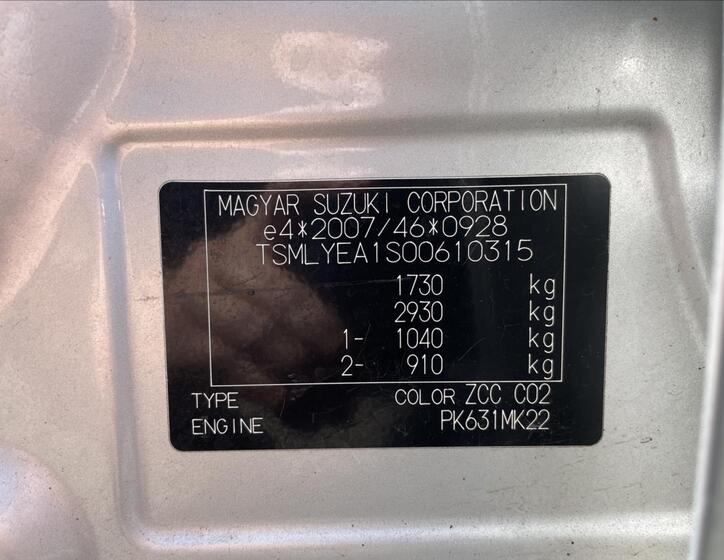 MAGYAR SUZUKI CORPORATION
e4*2007/46*0928
TSMLYEA1S00610315
1730 kg
2930 kg
1- 1040 kg
2- 910 kg
TYPE COLOR ZCC C02
ENGINE PK631MK22